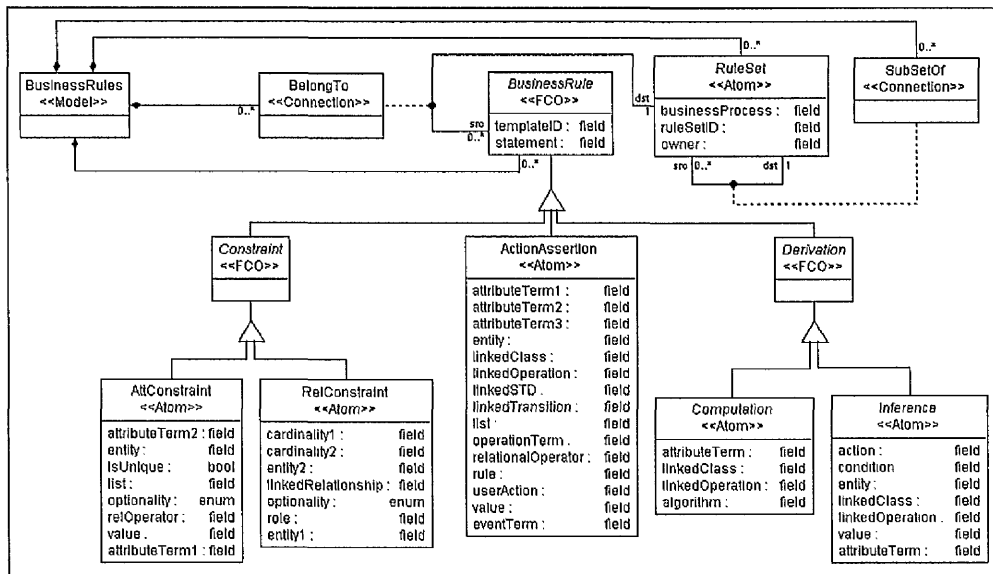 BusinessRules
<<Model>>
0..*
BelongTo
<<Connection>>
sro
0..*
BusinessRule
<<FCO>>
templateID : field
statement : field
0..*
0..*
dst
1
RuleSet
<<Atom>>
businessProcess : field
ruleSetID : field
owner : field
sro 0..*
dst 1
0..*
SubSetOf
<<Connection>>
Constraint
<<FCO>>
ActionAssertion
<<Atom>>
attributeTerm1 : field
attributeTerm2 : field
attributeTerm3 : field
entity : field
linkedClass : field
linkedOperation : field
linkedSTD . field
linkedTransition : field
list : field
operationTerm . field
relationalOperator : field
rule : field
userAction : field
value : field
eventTerm : field
Derivation
<<FCO>>
AttConstraint
<<Atom>>
attributeTerm2 : field
entity : field
isUnique : bool
list : field
optionality : enum
relOperator : field
value . field
attributeTerm1 : field
RelConstraint
<<Atom>>
cardinality1 : field
cardinality2 : field
entity2 : field
linkedRelationship : field
optionality : enum
role : field
entity1 : field
Computation
<<Atom>>
attributeTerm : field
linkedClass : field
linkedOperation : field
algorithm : field
Inference
<<Atom>>
action : field
condition field
entity : field
linkedClass : field
linkedOperation . field
value : field
attributeTerm : field